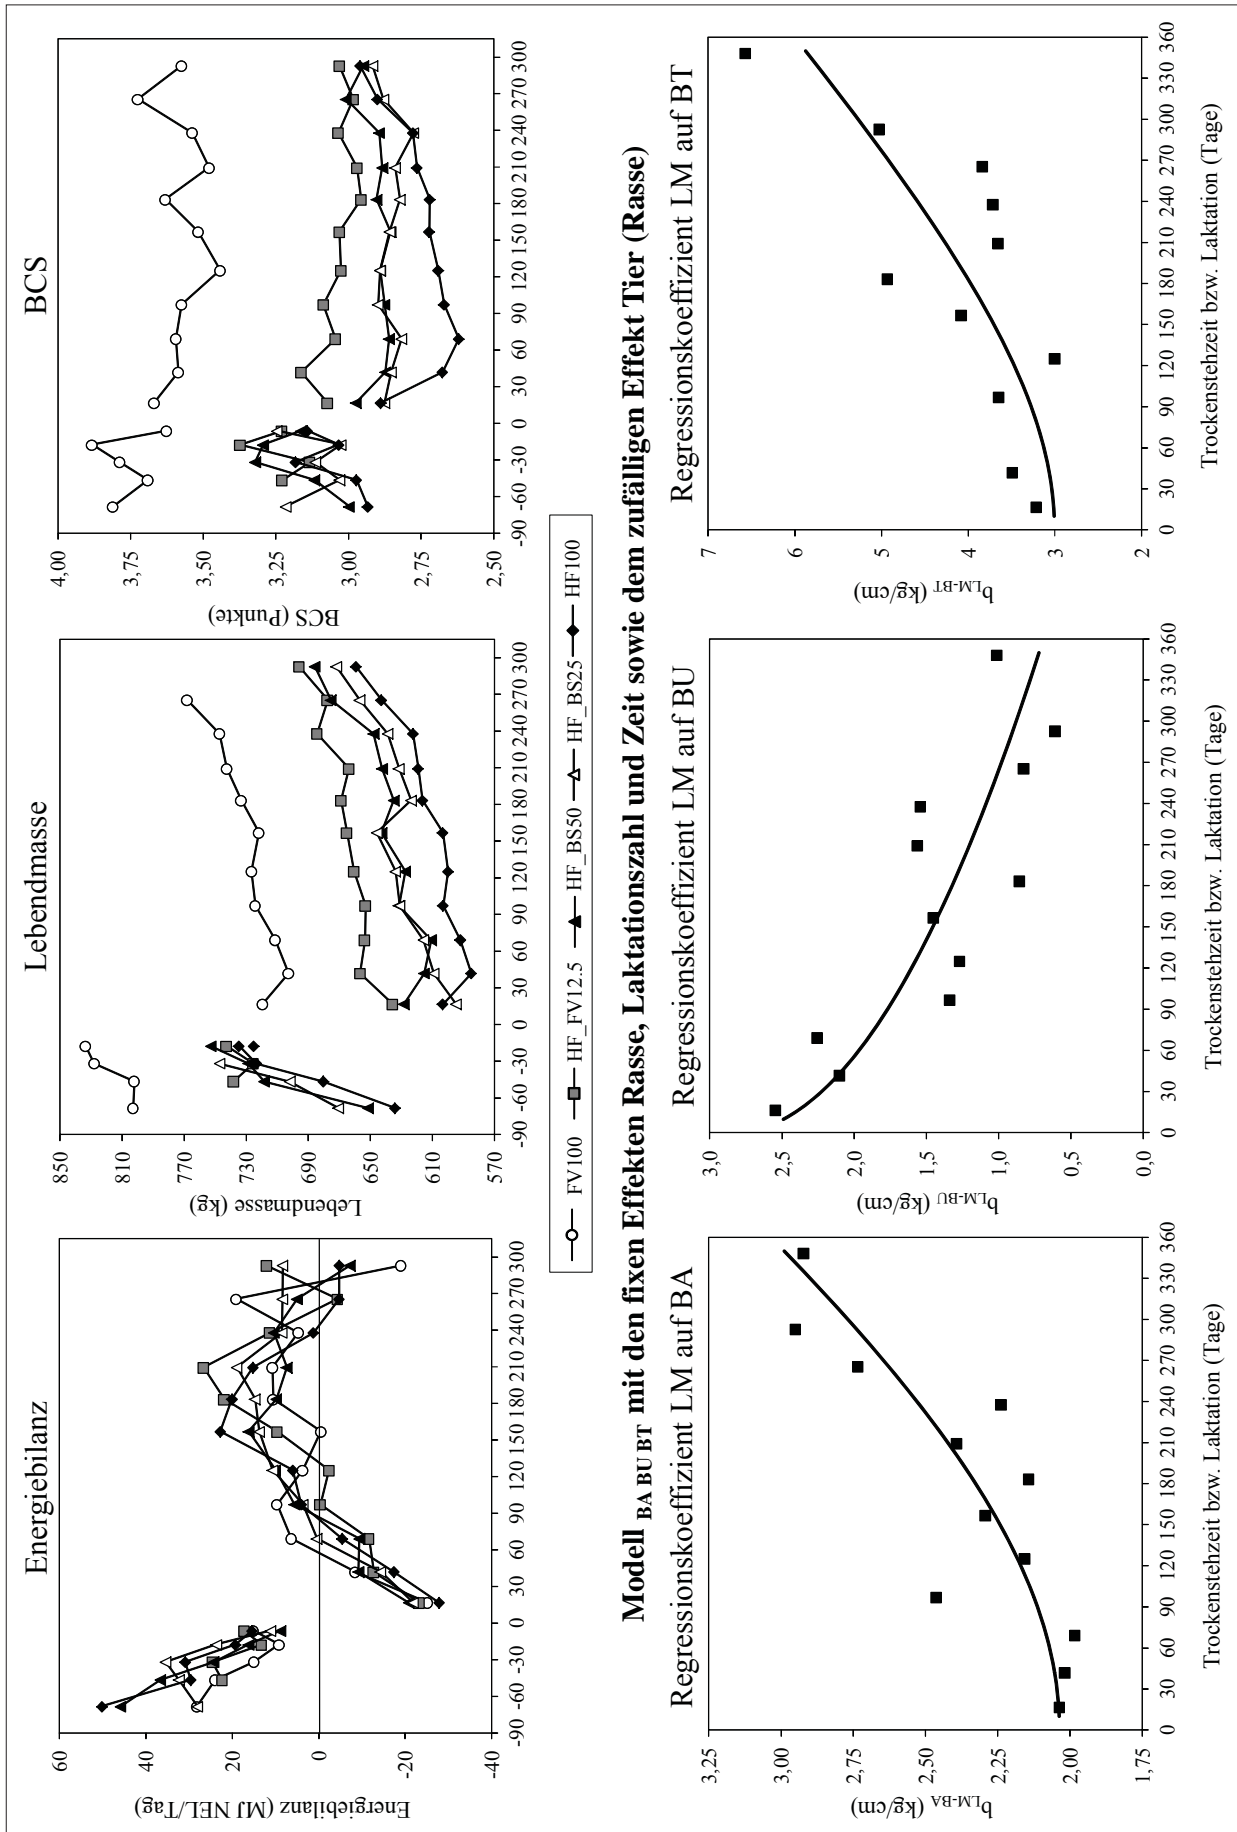 Energiebilanz
Energiebilanz (MJ NEL/Tag)
60
40
20
0
-20
-40
-90 -60 -30 0 30 60 90 120 150 180 210 240 270 300
Lebendmasse
Lebendmasse (kg)
850
810
770
730
690
650
610
570
-90 -60 -30 0 30 60 90 120 150 180 210 240 270 300
BCS
BCS (Punkte)
4,00
3,75
3,50
3,25
3,00
2,75
2,50
-90 -60 -30 0 30 60 90 120 150 180 210 240 270 300
FV100 HF_FV12.5 HF_BS50 HF_BS25 HF100
Modell BA BU BT mit den fixen Effekten Rasse, Laktationszahl und Zeit sowie dem zufälligen Effekt Tier (Rasse)
Regressionskoeffizient LM auf BA
bLM-BA (kg/cm)
3,25
2,75
2,50
2,25
2,00
1,75
0 30 60 90 120 150 180 210 240 270 300 330 360
Trockenstehzeit bzw. Laktation (Tage)
Regressionskoeffizient LM auf BU
bLM-BU (kg/cm)
3,0
2,5
2,0
1,5
1,0
0,5
0,0
0 30 60 90 120 150 180 210 240 270 300 330 360
Trockenstehzeit bzw. Laktation (Tage)
Regressionskoeffizient LM auf BT
bLM-BT (kg/cm)
7
6
5
4
3
2
0 30 60 90 120 150 180 210 240 270 300 330 360
Trockenstehzeit bzw. Laktation (Tage)